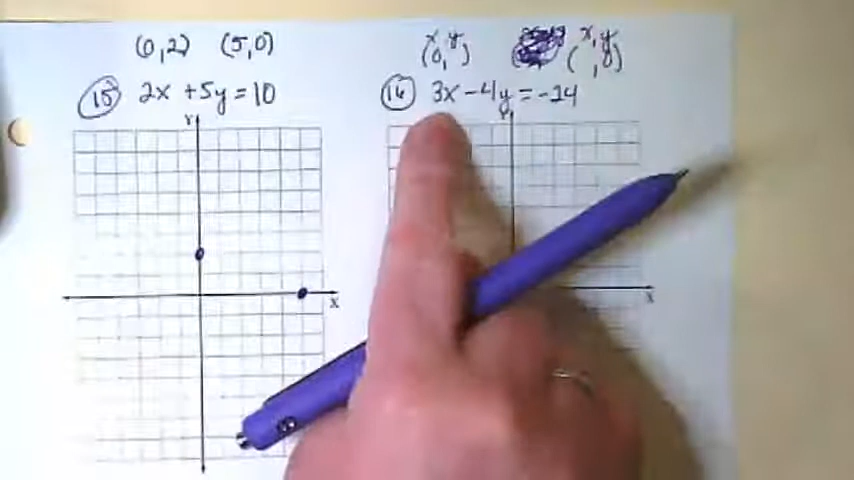 (0,2) (5,0)
x y
(0, )
x, y
( , 0)
15 2x + 5y = 10
16 3x - 4y = -24
y
x
y
x